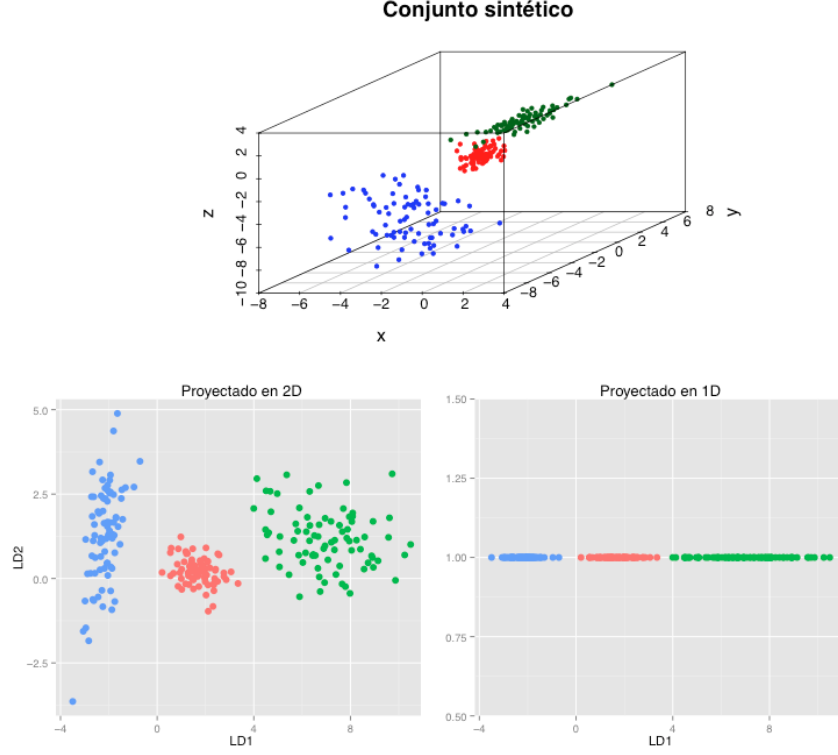 Conjunto sintético
4
2
0
−2
−4
−6
−8
−10
z
−8 −6 −4 −2 0 2 4
x
−8 −6 −4 −2 0 2 4 6 8
y
Proyectado en 2D
5.0
2.5
0.0
−2.5
LD2
−4 0 4 8
LD1
Proyectado en 1D
1.50
1.25
1.00
0.75
0.50
−4 0 4 8
LD1